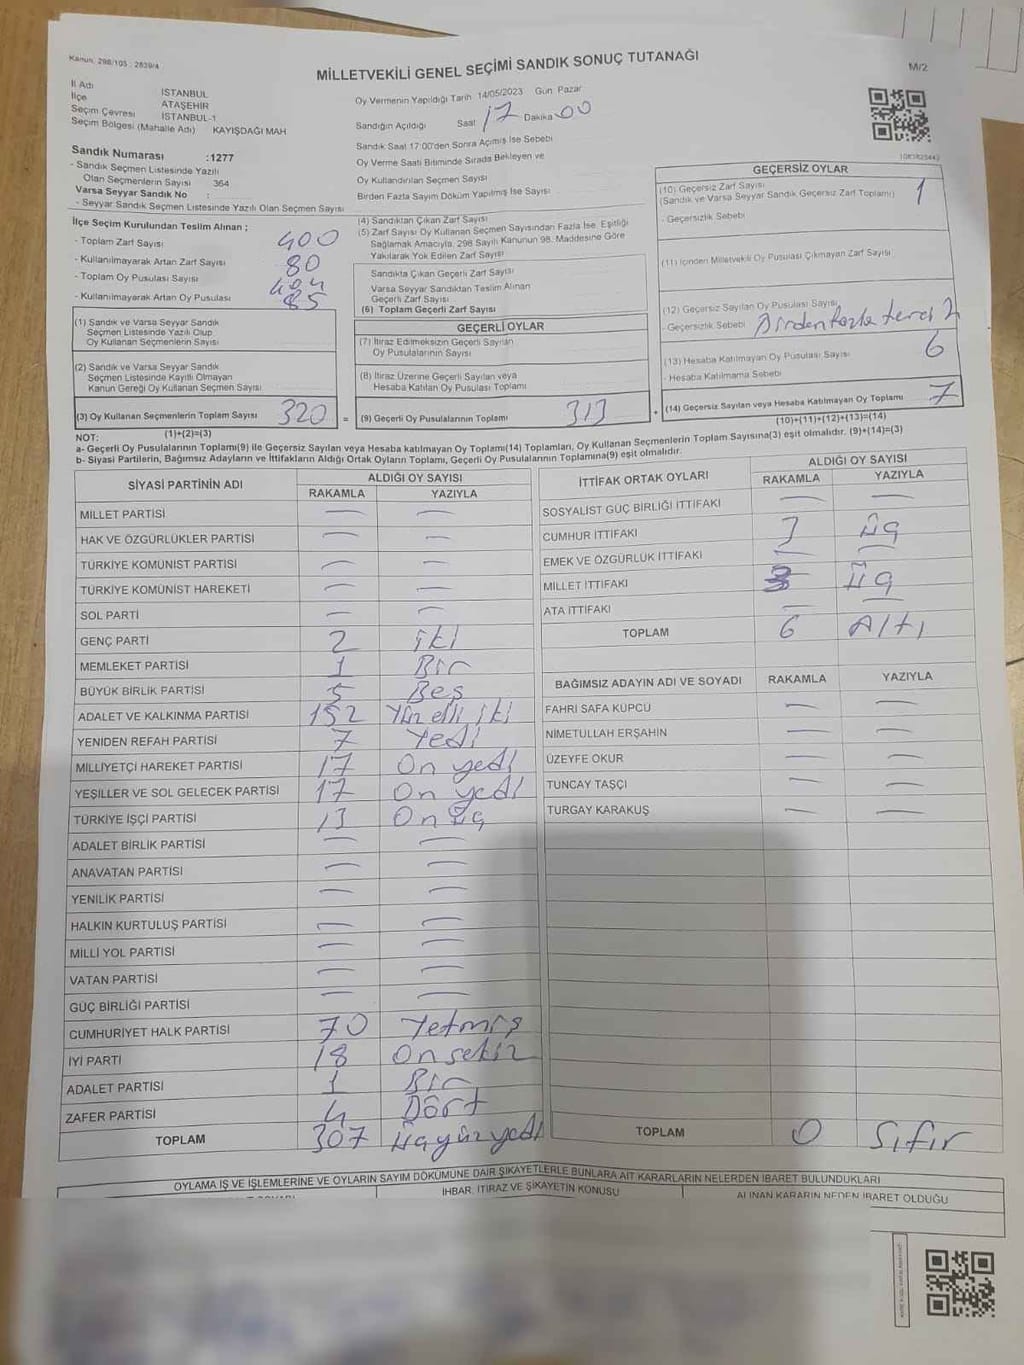 Kanun, 298/105 : 2839/4
MİLLETVEKİLİ GENEL SEÇİMİ SANDIK SONUÇ TUTANAĞI
M/2
İl Adı İSTANBUL
İlçe ATAŞEHİR
Seçim Çevresi İSTANBUL-1
Seçim Bölgesi (Mahalle Adı) KAYIŞDAĞI MAH
Oy Vermenin Yapıldığı Tarih 14/05/2023 Gün Pazar
Sandığın Açıldığı Saat 17 Dakika 00
Sandık Saat 17:00'den Sonra Açılmış İse Sebebi
Oy Verme Saati Bitiminde Sırada Bekleyen ve
Oy Kullandırılan Seçmen Sayısı
Birden Fazla Sayım Döküm Yapılmış İse Sayısı
Sandık Numarası :1277
- Sandık Seçmen Listesinde Yazılı
Olan Seçmenlerin Sayısı 364
Varsa Seyyar Sandık No :
- Seyyar Sandık Seçmen Listesinde Yazılı Olan Seçmen Sayısı
İlçe Seçim Kurulundan Teslim Alınan ;
- Toplam Zarf Sayısı 400
- Kullanılmayarak Artan Zarf Sayısı 80
- Toplam Oy Pusulası Sayısı 404
- Kullanılmayarak Artan Oy Pusulası 85
(1) Sandık ve Varsa Seyyar Sandık
Seçmen Listesinde Yazılı Olup
Oy Kullanan Seçmenlerin Sayısı
(2) Sandık ve Varsa Seyyar Sandık
Seçmen Listesinde Kayıtlı Olmayan
Kanun Gereği Oy Kullanan Seçmen Sayısı
(3) Oy Kullanan Seçmenlerin Toplam Sayısı 320 =
(1)+(2)=(3)
(4) Sandıktan Çıkan Zarf Sayısı
(5) Zarf Sayısı Oy Kullanan Seçmen Sayısından Fazla İse, Eşitliği
Sağlamak Amacıyla, 298 Sayılı Kanunun 98. Maddesine Göre
Yakılarak Yok Edilen Zarf Sayısı
Sandıkta Çıkan Geçerli Zarf Sayısı
Varsa Seyyar Sandıktan Teslim Alınan
Geçerli Zarf Sayısı
(6) Toplam Geçerli Zarf Sayısı
GEÇERLİ OYLAR
(7) İtiraz Edilmeksizin Geçerli Sayılan
Oy Pusulalarının Sayısı
(8) İtiraz Üzerine Geçerli Sayılan veya
Hesaba Katılan Oy Pusulası Toplamı
(9) Geçerli Oy Pusulalarının Toplamı 313 +
GEÇERSİZ OYLAR
(10) Geçersiz Zarf Sayısı 1
(Sandık ve Varsa Seyyar Sandık Geçersiz Zarf Toplamı)
- Geçersizlik Sebebi
(11) İçinden Milletvekili Oy Pusulası Çıkmayan Zarf Sayısı
(12) Geçersiz Sayılan Oy Pusulası Sayısı
- Geçersizlik Sebebi Birden fazla
(13) Hesaba Katılmayan Oy Pusulası Sayısı 6
- Hesaba Katılmama Sebebi
(14) Geçersiz Sayılan veya Hesaba Katılmayan Oy Toplamı 7
(10)+(11)+(12)+(13)=(14)
NOT:
a- Geçerli Oy Pusulalarının Toplamı(9) ile Geçersiz Sayılan veya Hesaba katılmayan Oy Toplamı(14) Toplamları, Oy Kullanan Seçmenlerin Toplam Sayısına(3) eşit olmalıdır. (9)+(14)=(3)
b- Siyasi Partilerin, Bağımsız Adayların ve İttifakların Aldığı Ortak Oyların Toplamı, Geçerli Oy Pusulalarının Toplamına(9) eşit olmalıdır.
SİYASİ PARTİNİN ADI ALDIĞI OY SAYISI
RAKAMLA YAZIYLA
MİLLET PARTİSİ — —
HAK VE ÖZGÜRLÜKLER PARTİSİ — —
TÜRKİYE KOMÜNİST PARTİSİ — —
TÜRKİYE KOMÜNİST HAREKETİ — —
SOL PARTİ — —
GENÇ PARTİ 2 iki
MEMLEKET PARTİSİ 1 Bir
BÜYÜK BİRLİK PARTİSİ 5 Beş
ADALET VE KALKINMA PARTİSİ 152 Yüz elli iki
YENİDEN REFAH PARTİSİ 7 Yedi
MİLLİYETÇİ HAREKET PARTİSİ 17 On yedi
YEŞİLLER VE SOL GELECEK PARTİSİ 17 On yedi
TÜRKİYE İŞÇİ PARTİSİ 13 On üç
ADALET BİRLİK PARTİSİ — —
ANAVATAN PARTİSİ — —
YENİLİK PARTİSİ — —
HALKIN KURTULUŞ PARTİSİ — —
MİLLİ YOL PARTİSİ — —
VATAN PARTİSİ — —
GÜÇ BİRLİĞİ PARTİSİ — —
CUMHURİYET HALK PARTİSİ 70 Yetmiş
İYİ PARTİ 18 On sekiz
ADALET PARTİSİ 1 Bir
ZAFER PARTİSİ 4 Dört
TOPLAM 307 Üçyüzyedi
İTTİFAK ORTAK OYLARI ALDIĞI OY SAYISI
RAKAMLA YAZIYLA
SOSYALİST GÜÇ BİRLİĞİ İTTİFAKI — —
CUMHUR İTTİFAKI 3 Üç
EMEK VE ÖZGÜRLÜK İTTİFAKI — —
MİLLET İTTİFAKI 3 Üç
ATA İTTİFAKI — —
TOPLAM 6 Altı
BAĞIMSIZ ADAYIN ADI VE SOYADI RAKAMLA YAZIYLA
FAHRİ SAFA KÜPCÜ — —
NİMETULLAH ERŞAHİN — —
ÜZEYFE OKUR — —
TUNCAY TAŞÇI — —
TURGAY KARAKUŞ — —
TOPLAM 0 Sıfır
OYLAMA İŞ VE İŞLEMLERİNE VE OYLARIN SAYIM DÖKÜMÜNE DAİR ŞİKAYETLERLE BUNLARA AİT KARARLARIN NELERDEN İBARET BULUNDUKLARI
İHBAR, İTİRAZ VE ŞİKAYETİN KONUSU
ALINAN KARARIN NEDEN İBARET OLDUĞU